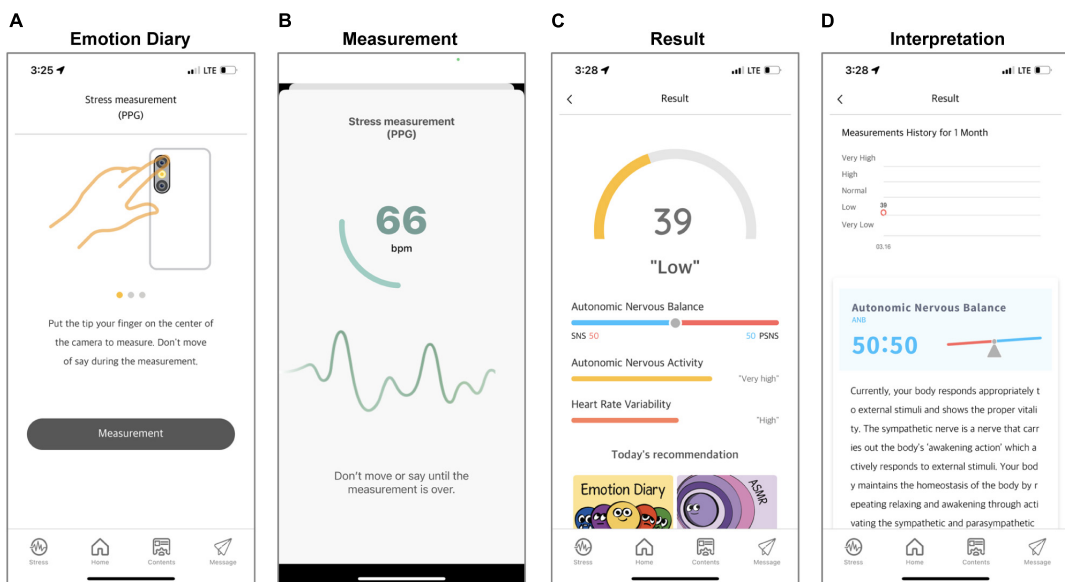 A
Emotion Diary
3:25
LTE
Stress measurement
(PPG)
Put the tip your finger on the center of
the camera to measure. Don't move
of say during the measurement.
Measurement
Stress
Home
Contents
Message
B
Measurement
Stress measurement
(PPG)
66
bpm
Don't move or say until the
measurement is over.
C
Result
3:28
LTE
Result
39
"Low"
Autonomic Nervous Balance
SNS 50
50 PSNS
Autonomic Nervous Activity
"Very high"
Heart Rate Variability
"High"
Today's recommendation
Emotion Diary
ASMR
Stress
Home
Contents
Message
D
Interpretation
3:28
LTE
Result
Measurements History for 1 Month
Very High
High
Normal
Low
39
Very Low
03.16
Autonomic Nervous Balance
ANB
50:50
Currently, your body responds appropriately t
o external stimuli and shows the proper vitali
ty. The sympathetic nerve is a nerve that carr
ies out the body's 'awakening action' which a
ctively responds to external stimuli. Your bod
y maintains the homeostasis of the body by r
epeating relaxing and awakening through acti
vating the sympathetic and parasympathetic
Stress
Home
Contents
Message